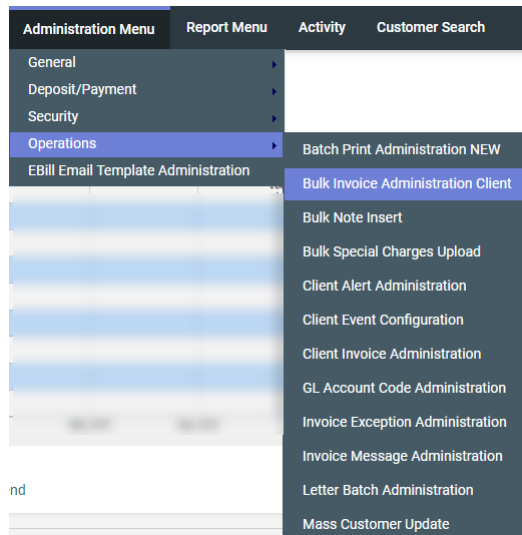 Administration Menu Report Menu Activity Customer Search
General
Deposit/Payment
Security
Operations
EBill Email Template Administration
Batch Print Administration NEW
Bulk Invoice Administration Client
Bulk Note Insert
Bulk Special Charges Upload
Client Alert Administration
Client Event Configuration
Client Invoice Administration
GL Account Code Administration
Invoice Exception Administration
Invoice Message Administration
Letter Batch Administration
Mass Customer Update